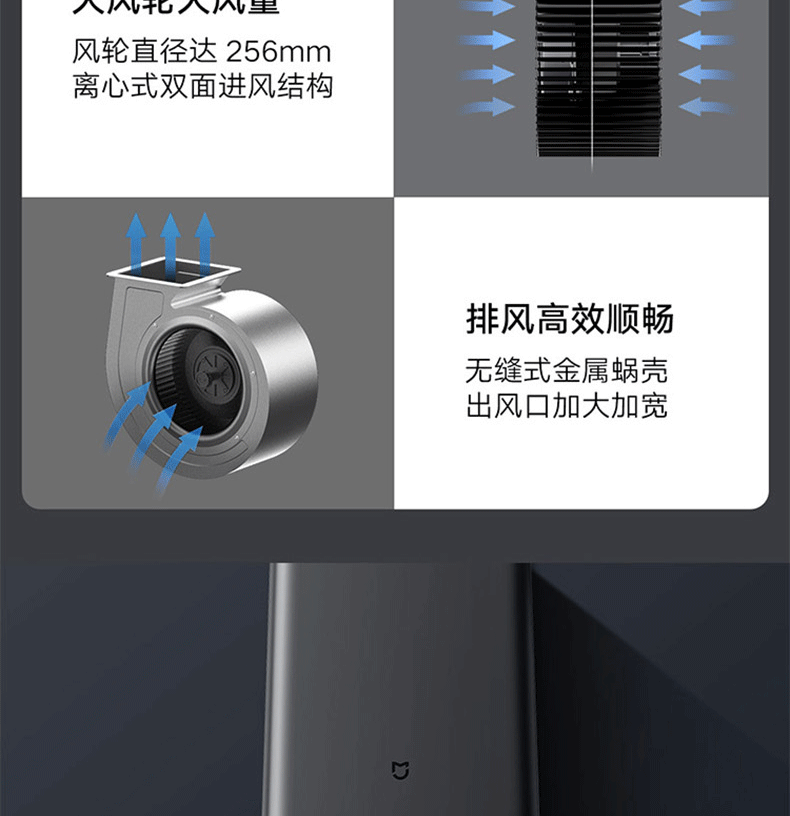 大风轮大风量
风轮直径达 256mm
离心式双面进风结构
排风高效顺畅
无缝式金属蜗壳
出风口加大加宽